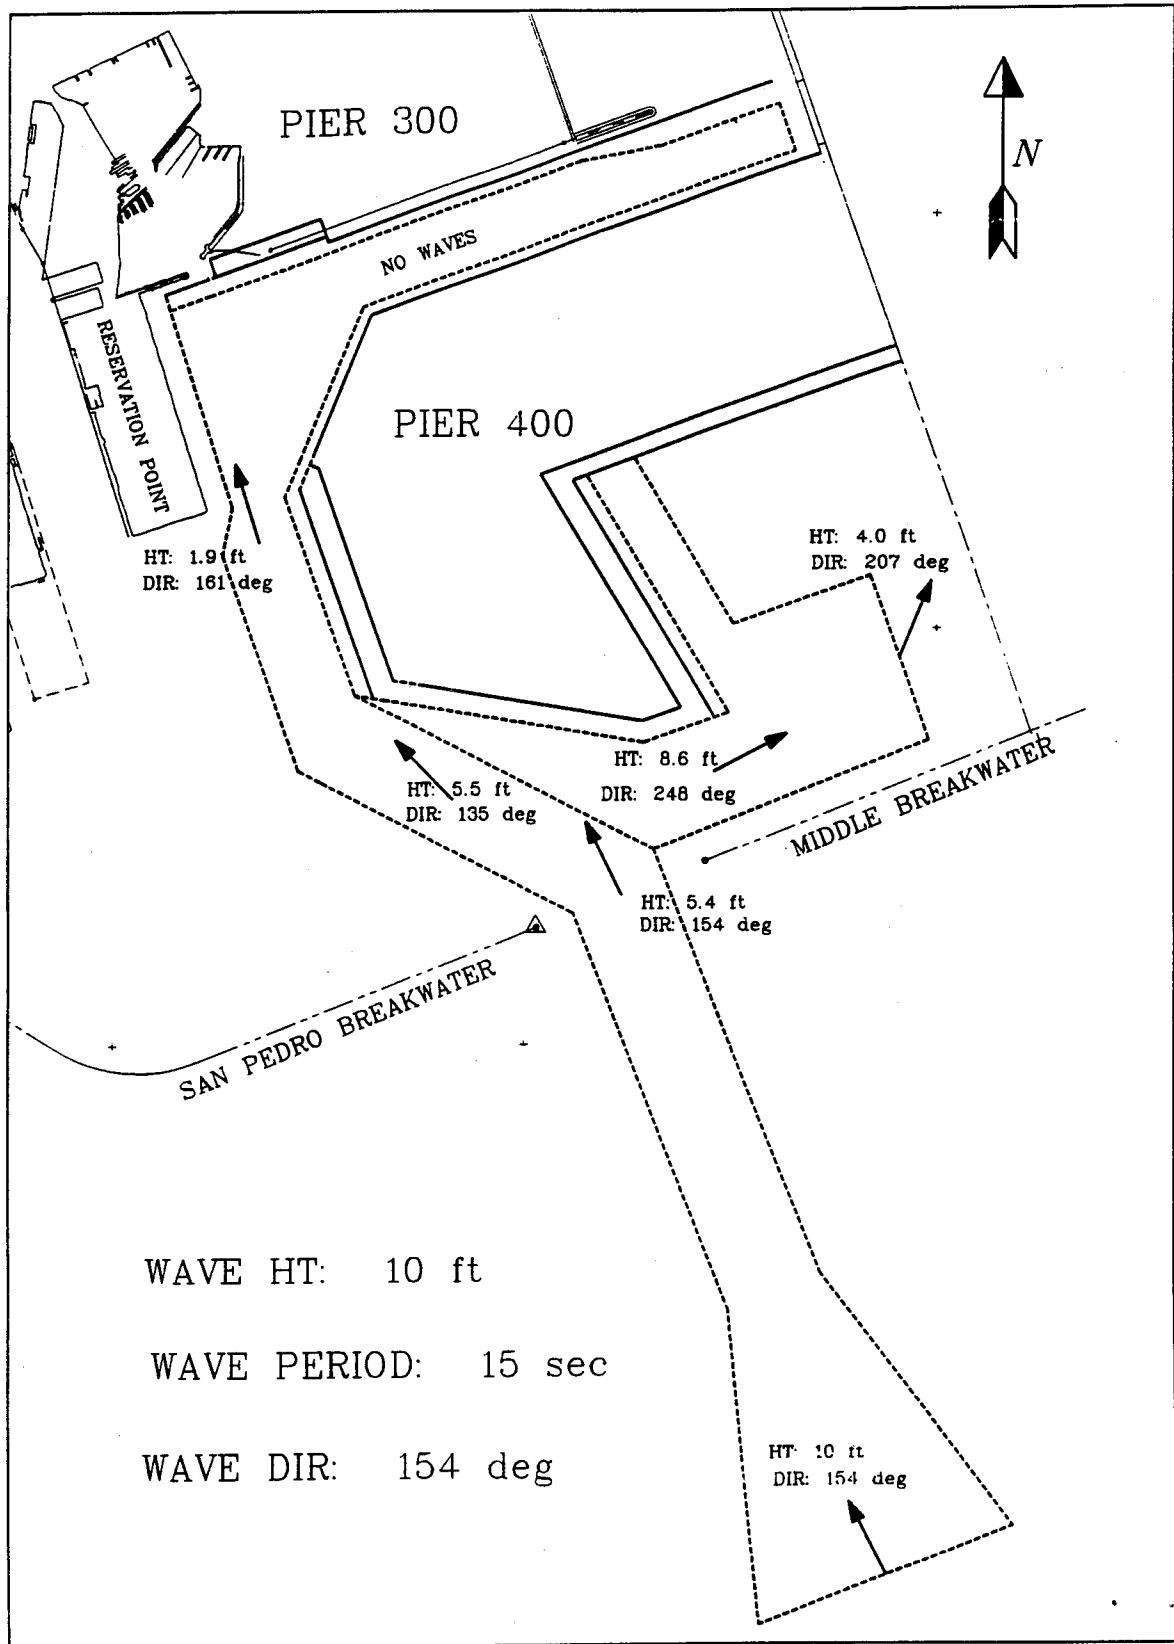 PIER 300
N
NO WAVES
RESERVATION POINT
PIER 400
HT: 4.0 ft
DIR: 207 deg
HT: 1.9 ft
DIR: 161 deg
HT: 8.6 ft
DIR: 248 deg
HT: 5.5 ft
DIR: 135 deg
MIDDLE BREAKWATER
HT: 5.4 ft
DIR: 154 deg
SAN PEDRO BREAKWATER
WAVE HT: 10 ft
WAVE PERIOD: 15 sec
WAVE DIR: 154 deg
HT: 10 ft
DIR: 154 deg